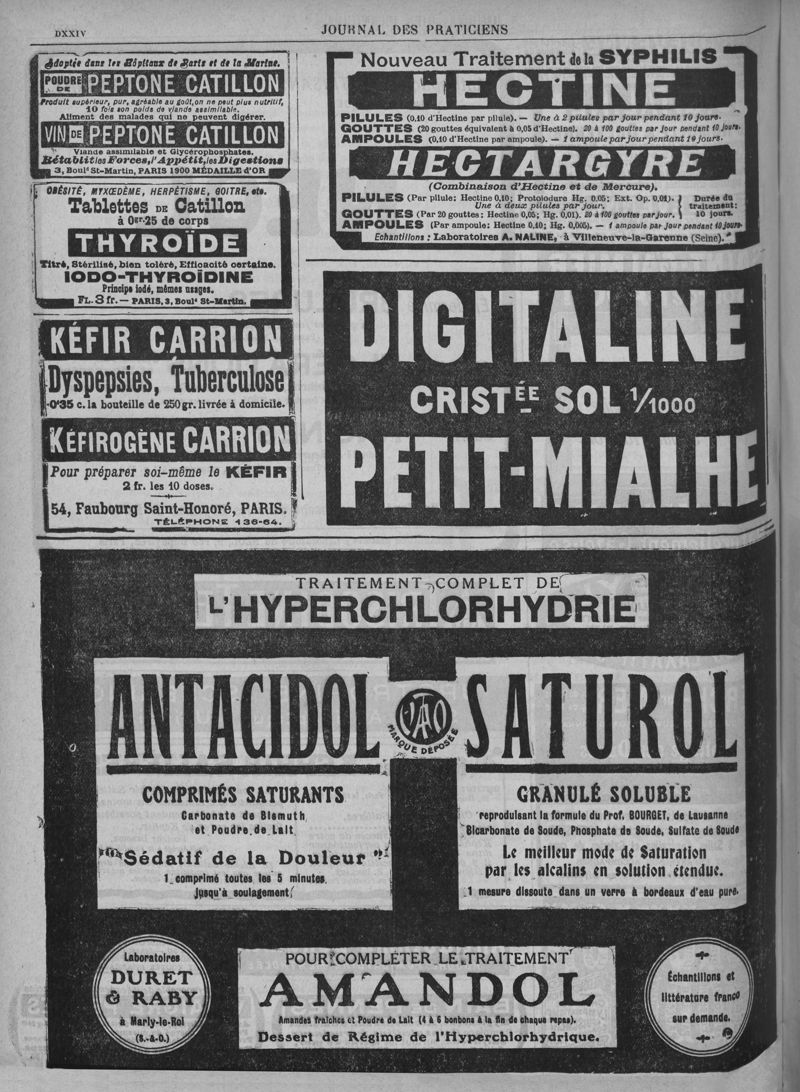 DXXIV
JOURNAL DES PRATICIENS
Adoptée dans les Hôpitaux de Paris et de la Marine.
POUDRE DE PEPTONE CATILLON
Produit supérieur, pur, agréable au goût, on ne peut plus nutritif,
10 fois son poids de viande assimilable.
Aliment des malades qui ne peuvent digérer.
VIN DE PEPTONE CATILLON
Viande assimilable et Glycérophosphates.
Rétablit les Forces, l'Appétit, les Digestions
3, Boulᵈ St-Martin, PARIS 1900 MÉDAILLE D'OR
OBÉSITÉ, MYXŒDÈME, HERPÉTISME, GOITRE, etc.
Tablettes DE Catillon
à 0gr.25 de corps
THYROÏDE
Titré, Stérilisé, bien toléré, Efficacité certaine.
IODO-THYROÏDINE
Principe iodé, mêmes usages.
FL. 3 fr. — PARIS, 3, Boulᵈ St-Martin.
KÉFIR CARRION
Dyspepsies, Tuberculose
0'35 c. la bouteille de 250 gr. livrée à domicile.
KÉFIROGÈNE CARRION
Pour préparer soi-même le KÉFIR
2 fr. les 10 doses.
54, Faubourg Saint-Honoré, PARIS.
TÉLÉPHONE 136-64.
Nouveau Traitement de la SYPHILIS
HECTINE
PILULES (0,10 d'Hectine par pilule). — Une à 2 pilules par jour pendant 10 jours.
GOUTTES (20 gouttes équivalent à 0,05 d'Hectine). 20 à 100 gouttes par jour pendant 10 jours.
AMPOULES (0,10 d'Hectine par ampoule). — 1 ampoule par jour pendant 10 jours.
HECTARGYRE
(Combinaison d'Hectine et de Mercure).
PILULES (Par pilule: Hectine 0,10; Protoiodure Hg. 0,05; Ext. Op. 0,01).
Une à deux pilules par jour.
GOUTTES (Par 20 gouttes: Hectine 0,05; Hg. 0,01). 20 à 100 gouttes par jour.
Durée du
traitement:
10 jours.
AMPOULES (Par ampoule: Hectine 0,10; Hg. 0,005). — 1 ampoule par jour pendant 10 jours.
Echantillons: Laboratoires A. NALINE, à Villeneuve-la-Garenne (Seine).
DIGITALINE
CRISTÉE SOL 1/1000
PETIT-MIALHE
TRAITEMENT COMPLET DE
L'HYPERCHLORHYDRIE
ANTACIDOL
MARQUE DÉPOSÉE
SATUROL
COMPRIMÉS SATURANTS
Carbonate de Bismuth
et Poudre de Lait
Sédatif de la Douleur
1 comprimé toutes les 5 minutes
jusqu'à soulagement
GRANULÉ SOLUBLE
reproduisant la formule du Prof. BOURGET, de Lausanne
Bicarbonate de Soude, Phosphate de Soude, Sulfate de Soude
Le meilleur mode de Saturation
par les alcalins en solution étendue.
1 mesure dissoute dans un verre à bordeaux d'eau pure.
Laboratoires
DURET
& RABY
à Marly-le-Roi
(S.-&-O.)
POUR COMPLÉTER LE TRAITEMENT
AMANDOL
Amandes fraîches et Poudre de Lait (4 à 6 bonbons à la fin de chaque repas).
Dessert de Régime de l'Hyperchlorhydrique.
Échantillons et
littérature franco
sur demande.